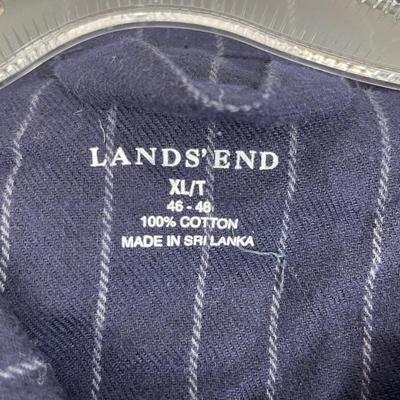 LANDS' END
XL/T
46 - 48
100% COTTON
MADE IN SRI LANKA